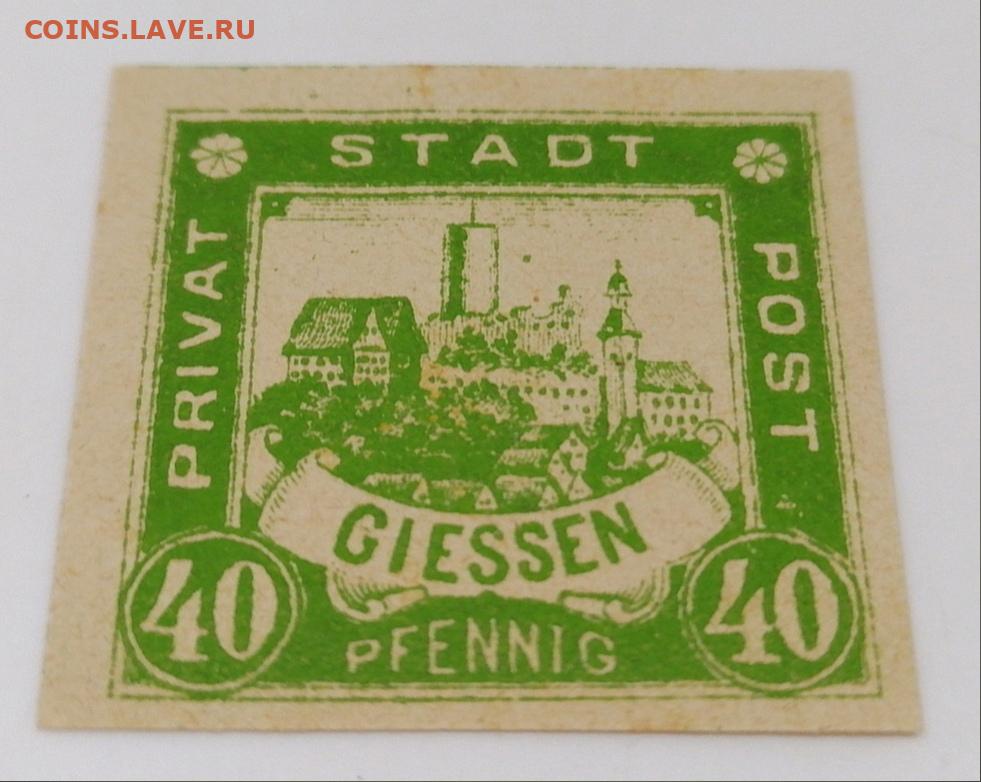 COINS.LAVE.RU
STADT
PRIVAT
POST
GIESSEN
40
40
PFENNIG